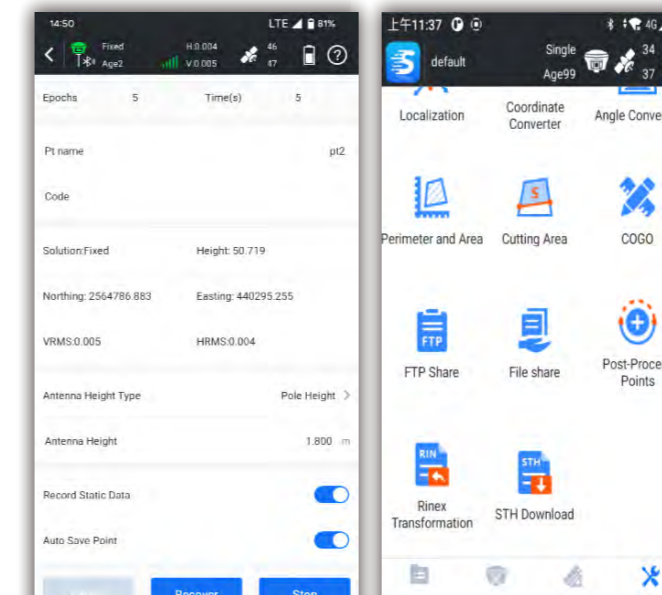 14:50 LTE 81%
Fixed H:0.004 46
Age2 V:0.005 47
Epochs 5 Time(s) 5
Pt name pt2
Code
Solution:Fixed Height: 50.719
Northing: 2564786.883 Easting: 440295.255
VRMS:0.005 HRMS:0.004
Antenna Height Type Pole Height
Antenna Height 1.800 m
Record Static Data
Auto Save Point
Recover Stop
上午11:37 4G
default Single 34
Age99 37
Localization Coordinate Angle Conve
Converter
S
Perimeter and Area Cutting Area COGO
FTP
FTP Share File share Post-Proce
Points
RIN STH
Rinex STH Download
Transformation